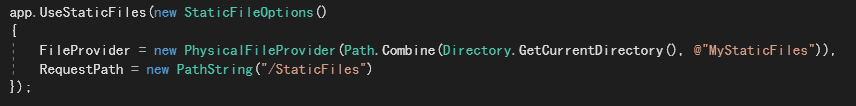 app.UseStaticFiles(new StaticFileOptions()
{
    FileProvider = new PhysicalFileProvider(Path.Combine(Directory.GetCurrentDirectory(), @"MyStaticFiles")),
    RequestPath = new PathString("/StaticFiles")
});